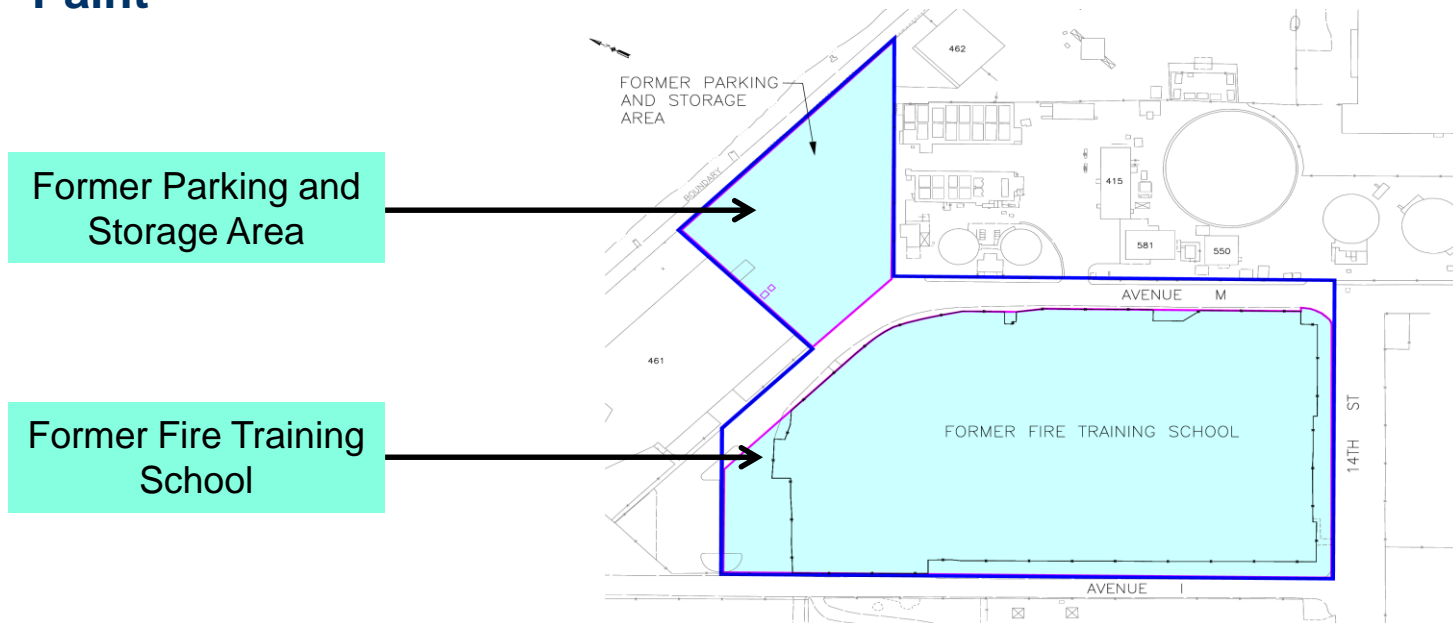 Paint
FORMER PARKING
AND STORAGE
AREA
462
Former Parking and
Storage Area
BOUNDARY
415
581
550
AVENUE M
461
Former Fire Training
School
FORMER FIRE TRAINING SCHOOL
14TH ST
AVENUE I